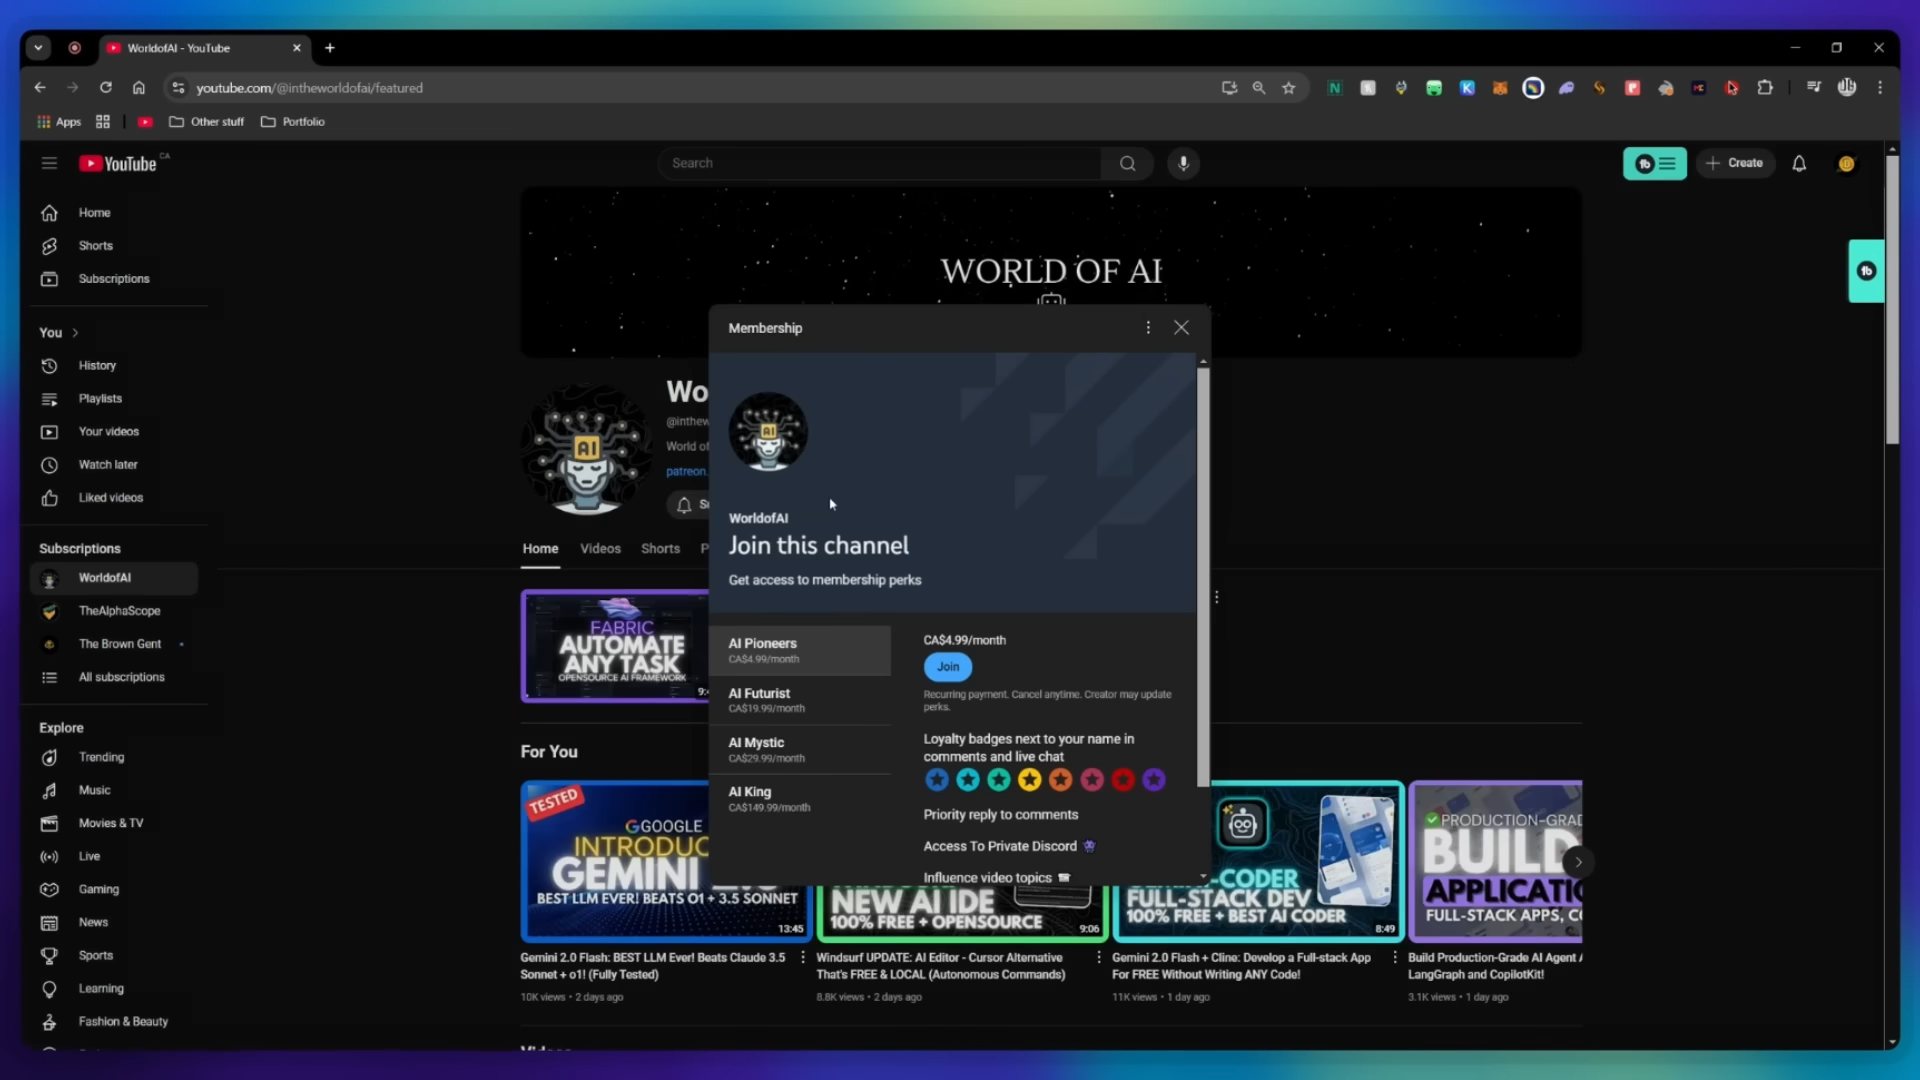 WorldofAI - YouTube
youtube.com/@intheworldofai/featured
Apps
Other stuff
Portfolio
YouTube CA
Search
Create
Home
Shorts
Subscriptions
You
History
Playlists
Your videos
Watch later
Liked videos
Subscriptions
WorldofAI
TheAlphaScope
The Brown Gent
All subscriptions
Explore
Trending
Music
Movies & TV
Live
Gaming
News
Sports
Learning
Fashion & Beauty
WORLD OF AI
Wo
@inthew
World of
patreon.
Home
Videos
Shorts
P
FABRIC
AUTOMATE
ANY TASK
OPENSOURCE AI FRAMEWORK
Membership
AI
WorldofAI
Join this channel
Get access to membership perks
AI Pioneers
CA$4.99/month
AI Futurist
CA$19.99/month
AI Mystic
CA$29.99/month
AI King
CA$149.99/month
CA$4.99/month
Join
Recurring payment. Cancel anytime. Creator may update
perks.
Loyalty badges next to your name in
comments and live chat
Priority reply to comments
Access To Private Discord
Influence video topics
For You
TESTED
GOOGLE
INTRODUC
GEMINI
BEST LLM EVER! BEATS O1 + 3.5 SONNET
13:45
Gemini 2.0 Flash: BEST LLM Ever! Beats Claude 3.5
Sonnet + o1! (Fully Tested)
10K views • 2 days ago
NEW AI IDE
100% FREE + OPENSOURCE
9:06
Windsurf UPDATE: AI Editor - Cursor Alternative
That's FREE & LOCAL (Autonomous Commands)
8.8K views • 2 days ago
-CODER
FULL-STACK DEV
100% FREE + BEST AI CODER
8:49
Gemini 2.0 Flash + Cline: Develop a Full-stack App
For FREE Without Writing ANY Code!
11K views • 1 day ago
PRODUCTION-GRAD
BUILD
APPLICATIO
FULL-STACK APPS, C
Build Production-Grade AI Agent
LangGraph and CopilotKit!
3.1K views • 1 day ago